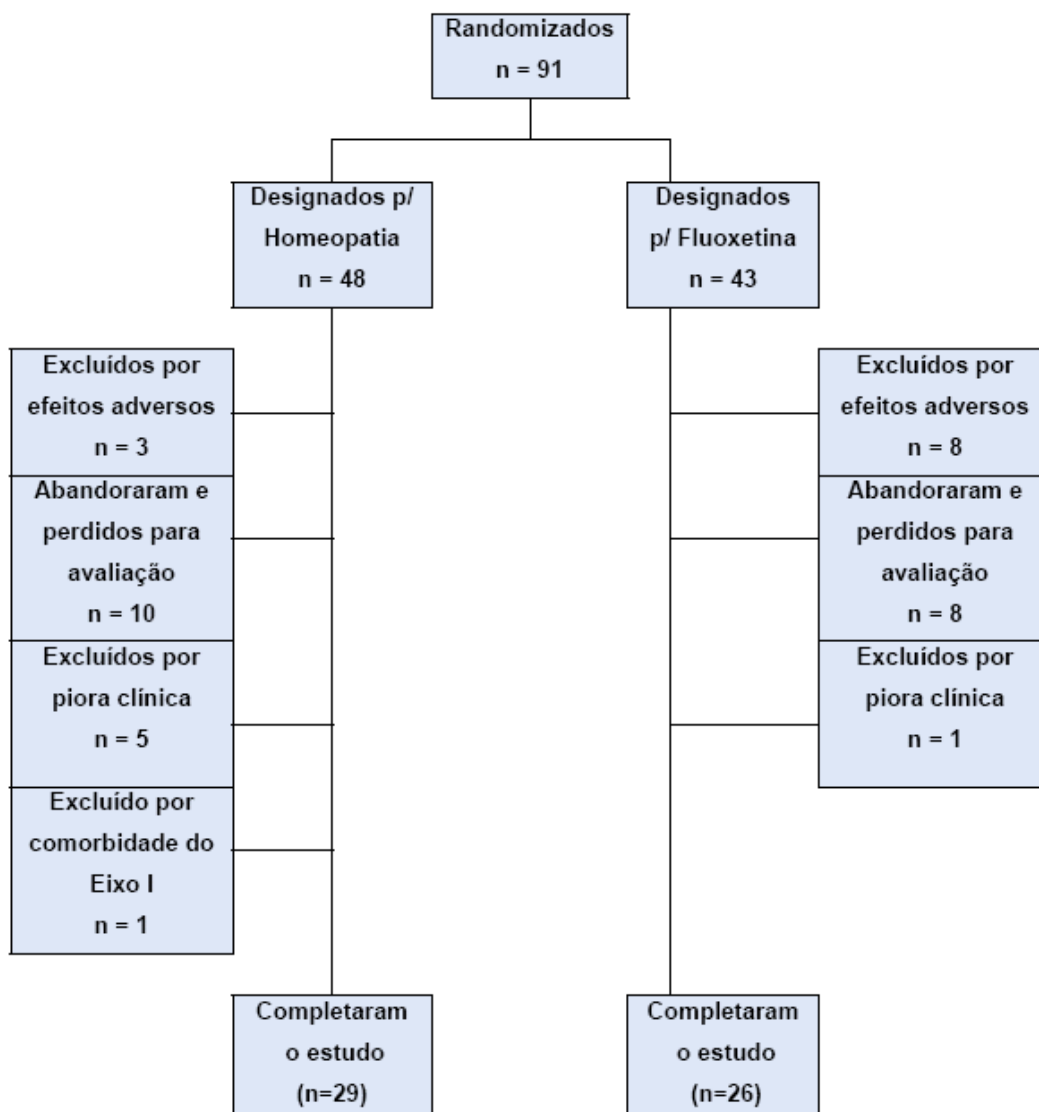 Randomizados
n = 91
Designados p/
Homeopatia
n = 48
Designados
p/ Fluoxetina
n = 43
Excluídos por
efeitos adversos
n = 3
Abandoraram e
perdidos para
avaliação
n = 10
Excluídos por
piora clínica
n = 5
Excluído por
comorbidade do
Eixo I
n = 1
Excluídos por
efeitos adversos
n = 8
Abandoraram e
perdidos para
avaliação
n = 8
Excluídos por
piora clínica
n = 1
Completaram
o estudo
(n=29)
Completaram
o estudo
(n=26)